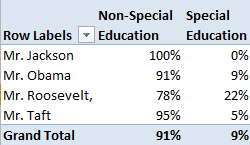 Non-Special Special
Row Labels Education Education
Mr. Jackson 100% 0%
Mr. Obama 91% 9%
Mr. Roosevelt, 78% 22%
Mr. Taft 95% 5%
Grand Total 91% 9%